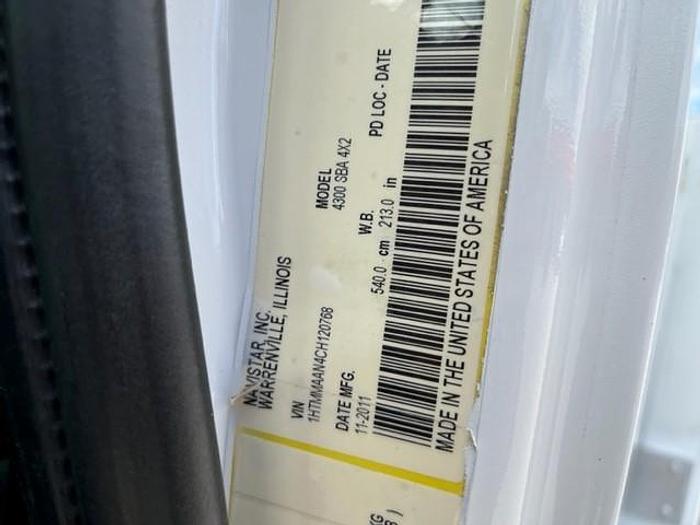 NAVISTAR, INC.
WARRENVILLE, ILLINOIS
VIN
1HTMMAAN4CH120768
MODEL
4300 SBA 4X2
DATE MFG.
11-2011
W.B.
540.0 cm 213.0 in
PD LOC - DATE
MADE IN THE UNITED STATES OF AMERICA